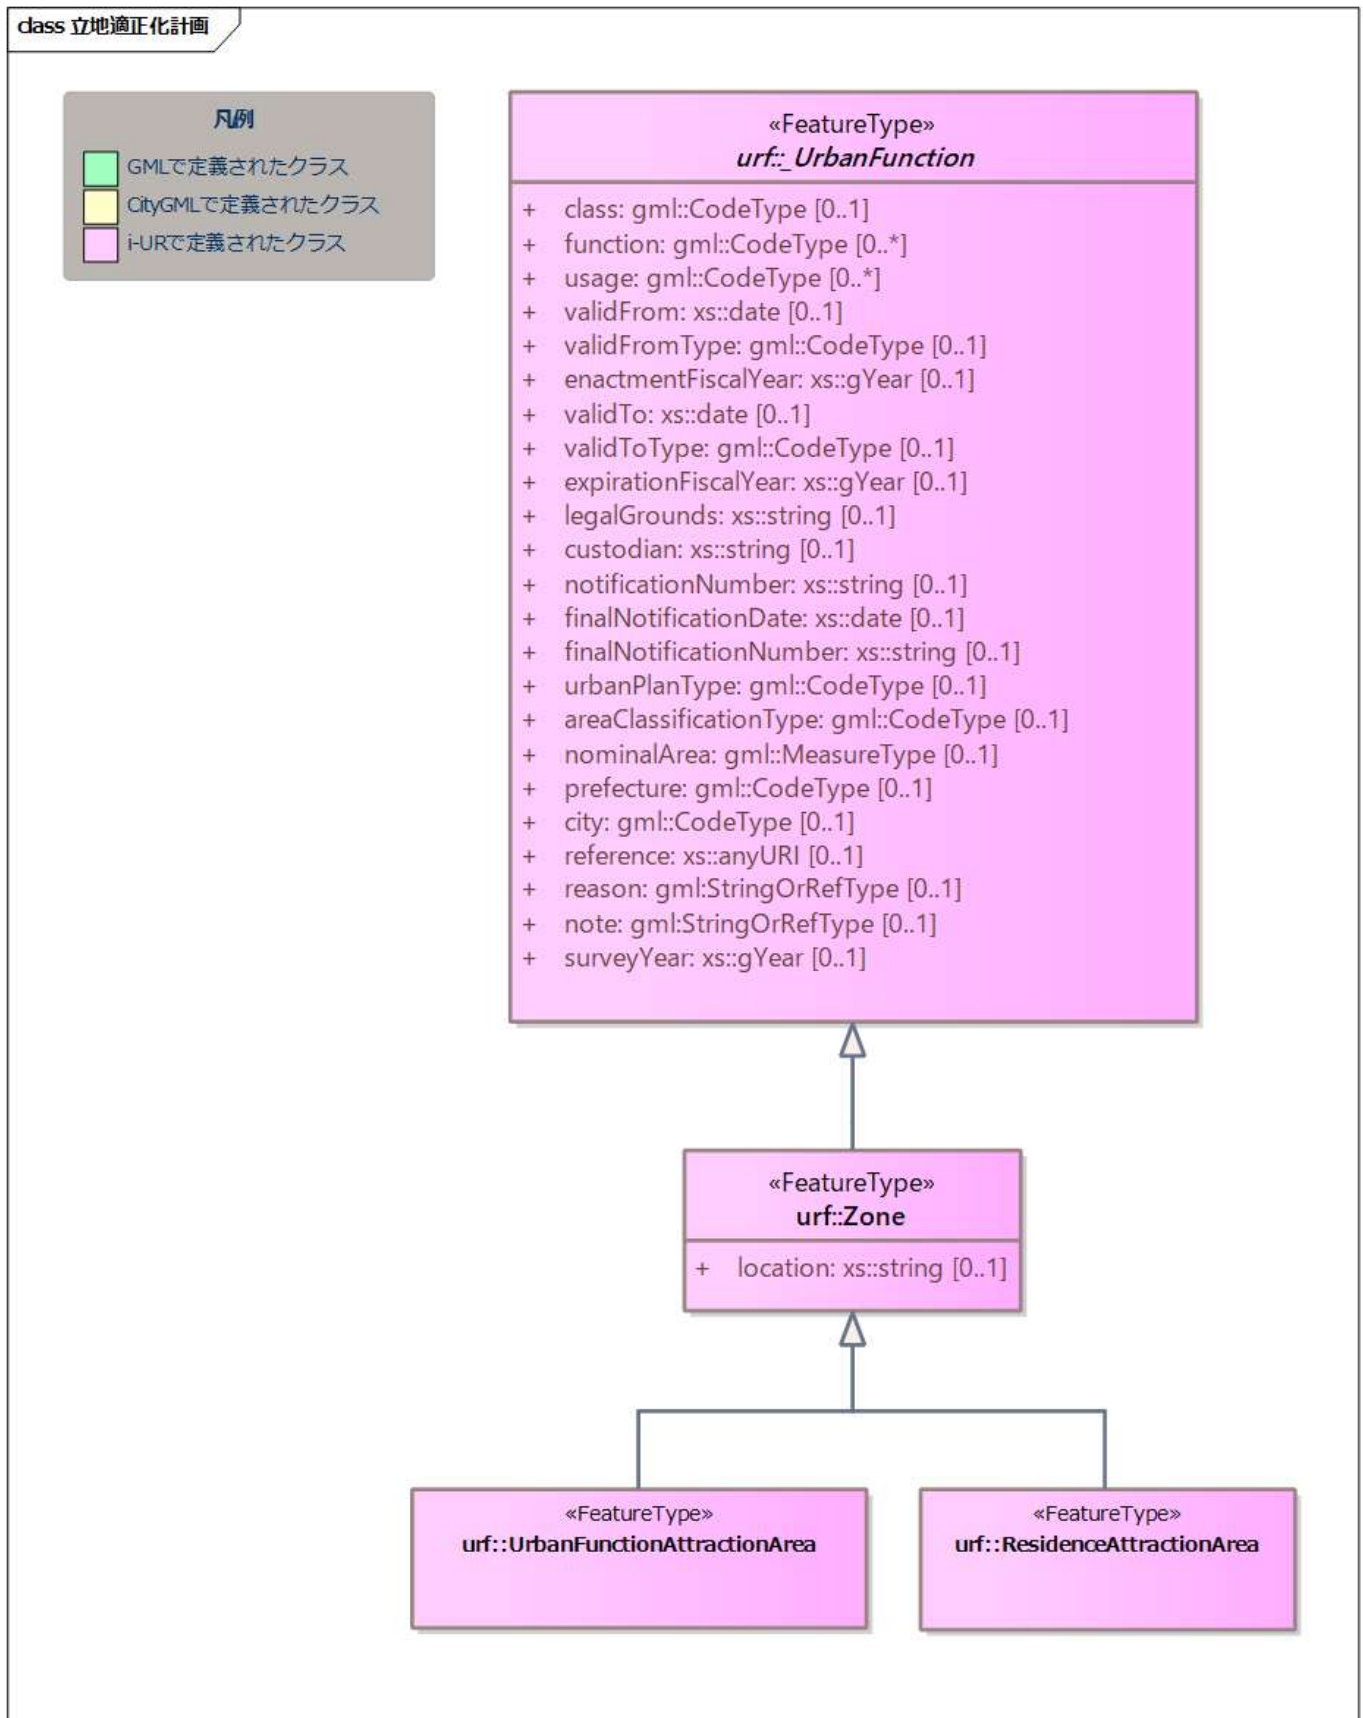 class 立地適正化計画
凡例
GMLで定義されたクラス
CityGMLで定義されたクラス
i-URで定義されたクラス
«FeatureType»
urf::_UrbanFunction
+ class: gml::CodeType [0..1]
+ function: gml::CodeType [0..*]
+ usage: gml::CodeType [0..*]
+ validFrom: xs::date [0..1]
+ validFromType: gml::CodeType [0..1]
+ enactmentFiscalYear: xs::gYear [0..1]
+ validTo: xs::date [0..1]
+ validToType: gml::CodeType [0..1]
+ expirationFiscalYear: xs::gYear [0..1]
+ legalGrounds: xs::string [0..1]
+ custodian: xs::string [0..1]
+ notificationNumber: xs::string [0..1]
+ finalNotificationDate: xs::date [0..1]
+ finalNotificationNumber: xs::string [0..1]
+ urbanPlanType: gml::CodeType [0..1]
+ areaClassificationType: gml::CodeType [0..1]
+ nominalArea: gml::MeasureType [0..1]
+ prefecture: gml::CodeType [0..1]
+ city: gml::CodeType [0..1]
+ reference: xs::anyURI [0..1]
+ reason: gml:StringOrRefType [0..1]
+ note: gml:StringOrRefType [0..1]
+ surveyYear: xs::gYear [0..1]
«FeatureType»
urf::Zone
+ location: xs::string [0..1]
«FeatureType»
urf::UrbanFunctionAttractionArea
«FeatureType»
urf::ResidenceAttractionArea